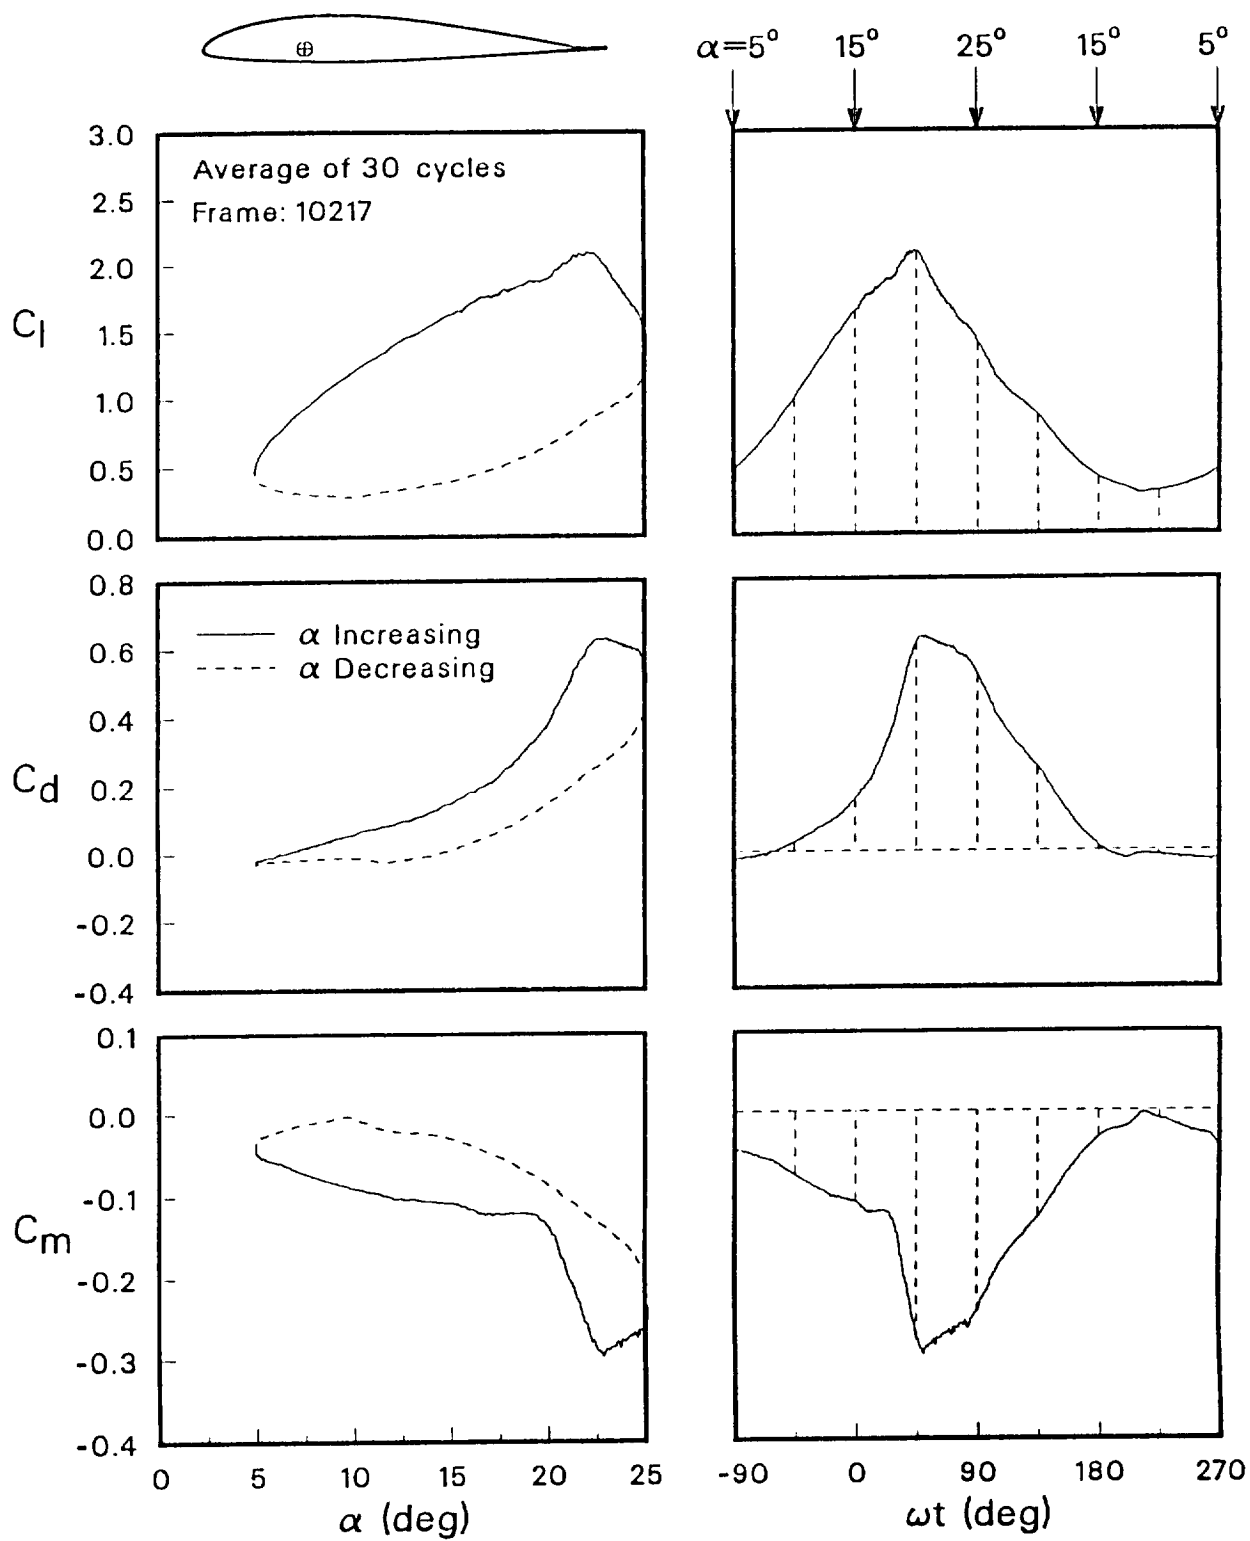 α=5° 15° 25° 15° 5°
Average of 30 cycles
Frame: 10217
3.0
2.5
2.0
1.5
1.0
0.5
0.0
Cl
α Increasing
α Decreasing
0.8
0.6
0.4
0.2
0.0
-0.2
-0.4
Cd
0.1
0.0
-0.1
-0.2
-0.3
-0.4
Cm
0 5 10 15 20 25
α (deg)
-90 0 90 180 270
ωt (deg)